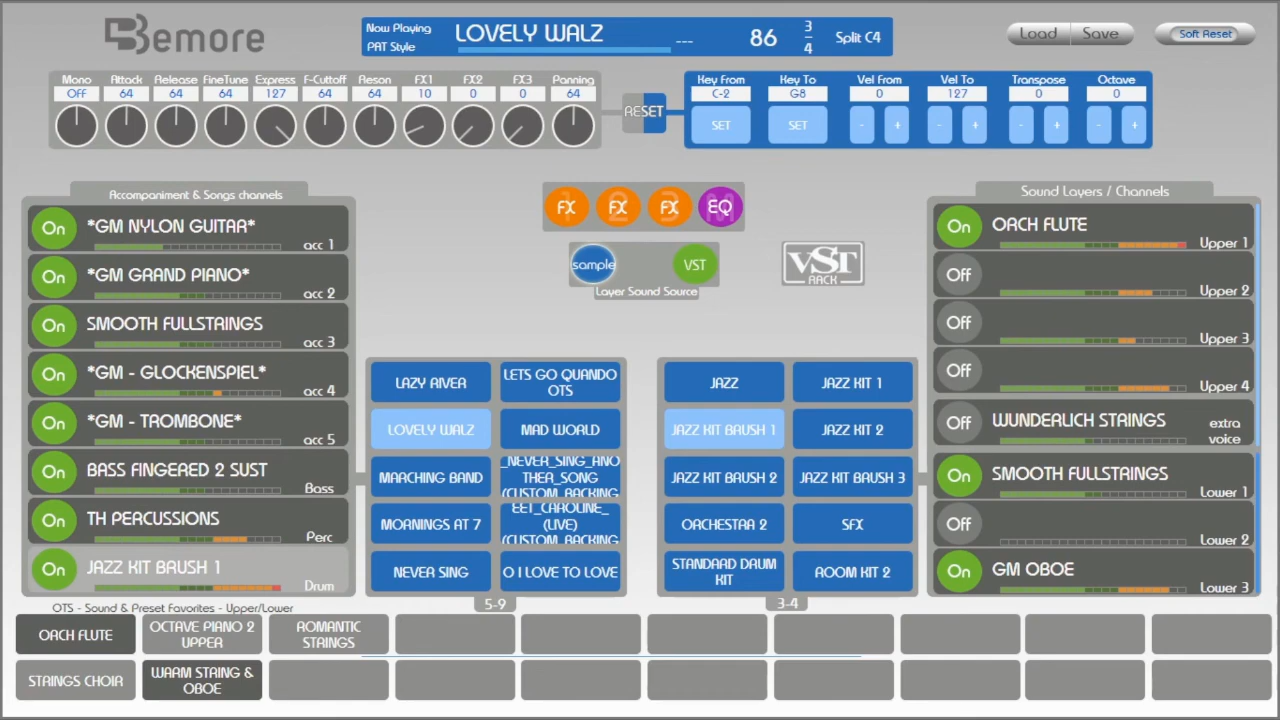 Bemore
Now Playing
PAT Style
LOVELY WALZ
---
86
3
4
Split C4
Load
Save
Soft Reset
Mono
Attack
Release
FineTune
Express
F-Cuttoff
Reson
FX1
FX2
FX3
Panning
Off
64
64
64
127
64
64
10
0
0
64
RESET
Key From
Key To
Vel From
Vel To
Transpose
Octave
C-2
G8
0
127
0
0
SET
SET
-
+
-
+
-
+
-
+
Accompaniment & Songs channels
On
*GM NYLON GUITAR*
acc 1
On
*GM GRAND PIANO*
acc 2
On
SMOOTH FULLSTRINGS
acc 3
On
*GM - GLOCKENSPIEL*
acc 4
On
*GM - TROMBONE*
acc 5
On
BASS FINGERED 2 SUST
Bass
On
TH PERCUSSIONS
Perc
On
JAZZ KIT BRUSH 1
Drum
FX 1
FX 2
FX 3
EQ M
sample
VST
Layer Sound Source
VST
RACK
LAZY RIVER
LETS GO QUANDO
OTS
LOVELY WALZ
MAD WORLD
MARCHING BAND
_NEVER_SING_ANO
THER_SONG
(CUSTOM_BACKING
MORNINGS AT 7
EET_CAROLINE_
(LIVE)
(CUSTOM_BACKING
NEVER SING
O I LOVE TO LOVE
5-9
JAZZ
JAZZ KIT 1
JAZZ KIT BRUSH 1
JAZZ KIT 2
JAZZ KIT BRUSH 2
JAZZ KIT BRUSH 3
ORCHESTRA 2
SFX
STANDARD DRUM
KIT
ROOM KIT 2
3-4
Sound Layers / Channels
On
ORCH FLUTE
Upper 1
Off
Upper 2
Off
Upper 3
Off
Upper 4
Off
WUNDERLICH STRINGS
extra
voice
On
SMOOTH FULLSTRINGS
Lower 1
Off
Lower 2
On
GM OBOE
Lower 3
OTS - Sound & Preset Favorites - Upper/Lower
ORCH FLUTE
OCTAVE PIANO 2
UPPER
ROMANTIC
STRINGS
STRINGS CHOIR
WARM STRING &
OBOE